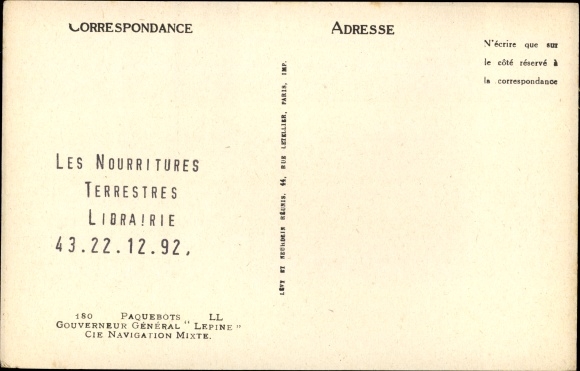 CORRESPONDANCE
ADRESSE
N'écrire que sur
le côté réservé à
la correspondance
LÉVY ET NEURDEIN RÉUNIS, 44, RUE LETELLIER, PARIS, IMP.
LES NOURRITURES
TERRESTRES
LIBRAIRIE
43.22.12.92,
180 PAQUEBOTS LL
GOUVERNEUR GÉNÉRAL "LEPINE"
CIE NAVIGATION MIXTE.